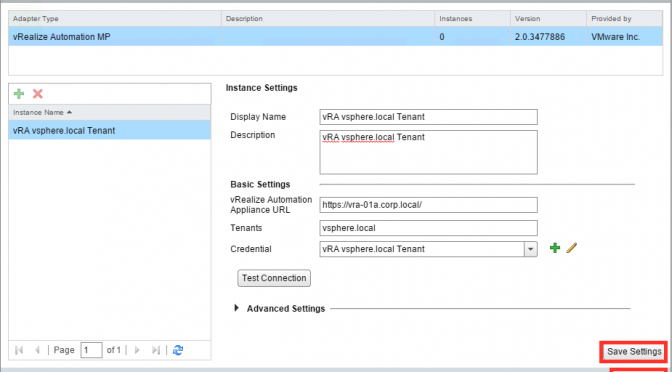 Adapter Type Description Instances Version Provided by
vRealize Automation MP 0 2.0.3477886 VMware Inc.
Instance Settings
Instance Name
vRA vsphere.local Tenant
Display Name vRA vsphere.local Tenant
Description vRA vsphere.local Tenant
Basic Settings
vRealize Automation
Appliance URL https://vra-01a.corp.local/
Tenants vsphere.local
Credential vRA vsphere.local Tenant
Test Connection
Advanced Settings
Page 1 of 1
Save Settings